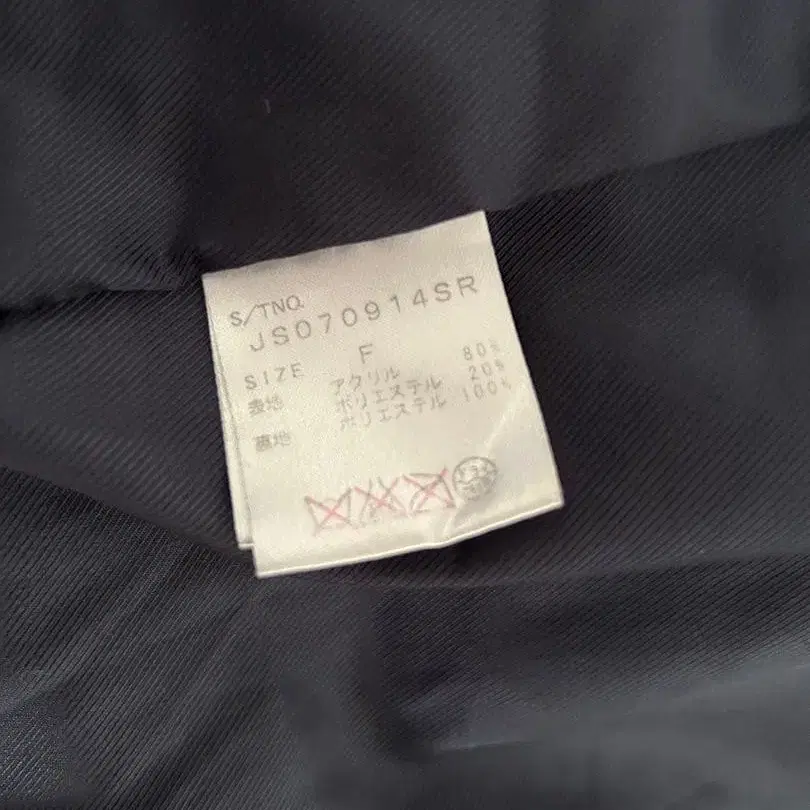 S/TNO.
JS070914SR
SIZE F
表地 アクリル 80%
ポリエステル 20%
裏地 ポリエステル 100%